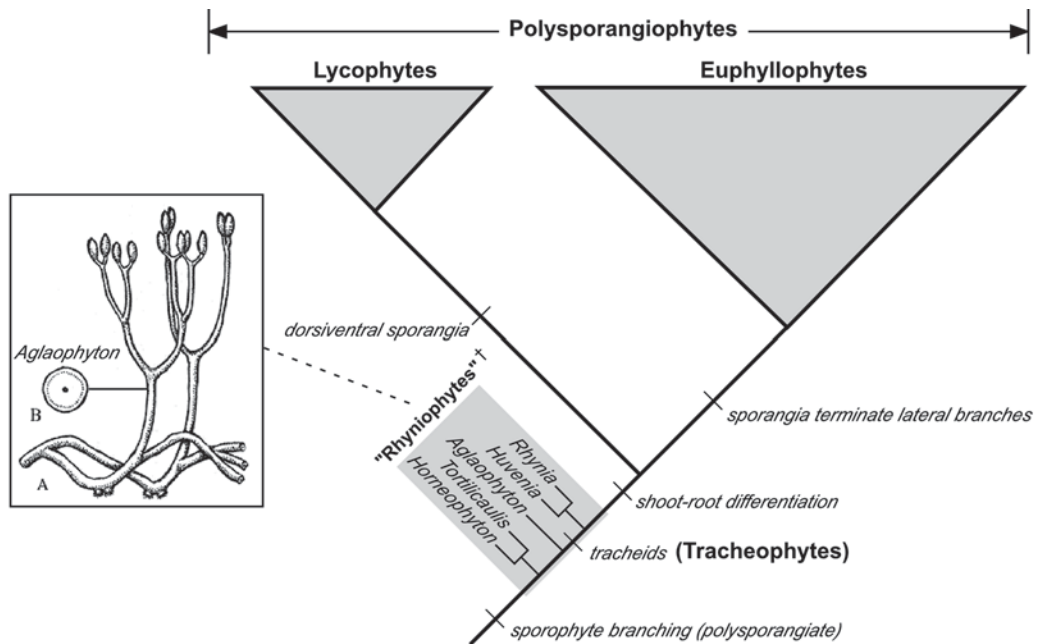 Polysporangiophytes
Lycophytes
Euphyllophytes
dorsiventral sporangia
Aglaophyton
B
A
"Rhyniophytes"†
Rhynia
Huvenia
Aglaophyton
Tortilicaulis
Horneophyton
sporangia terminate lateral branches
shoot-root differentiation
tracheids (Tracheophytes)
sporophyte branching (polysporangiate)